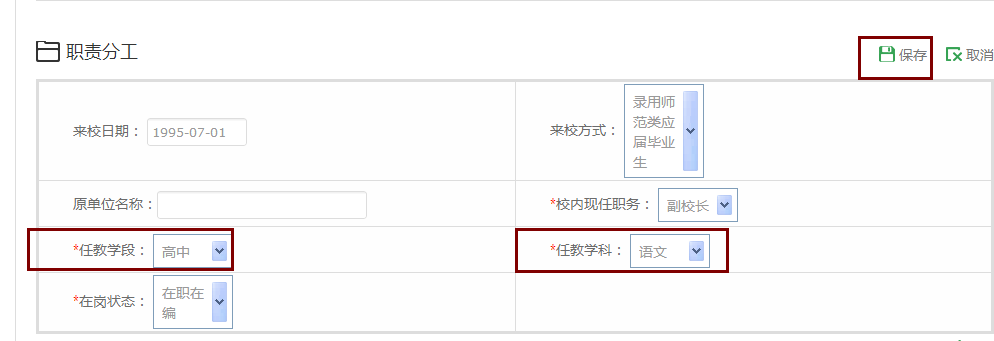 职责分工
保存
取消
来校日期：
1995-07-01
来校方式：
录用师
范类应
届毕业
生
原单位名称：
*校内现任职务：
副校长
*任教学段：
高中
*任教学科：
语文
*在岗状态：
在职在
编